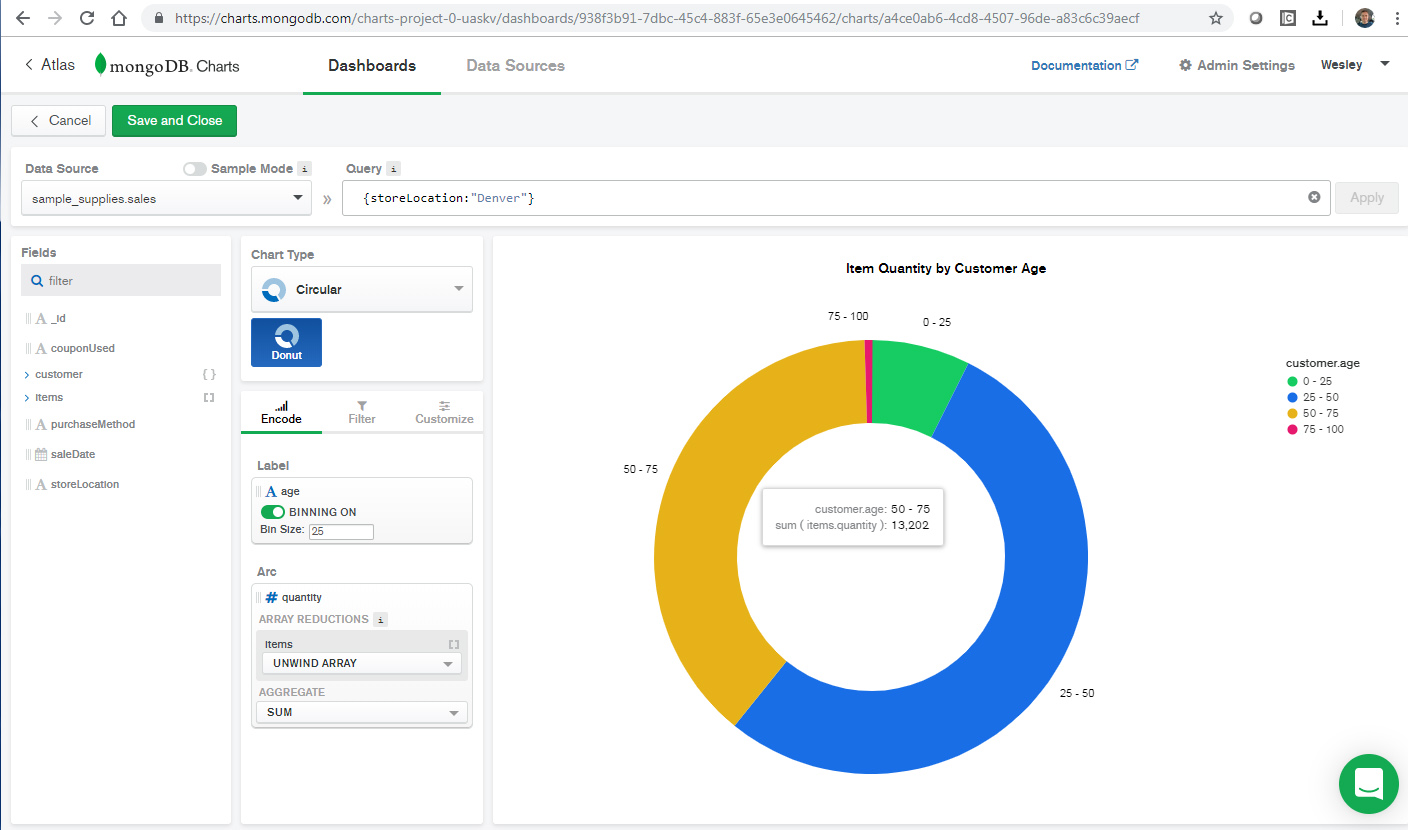 https://charts.mongodb.com/charts-project-0-uaskv/dashboards/938f3b91-7dbc-45c4-883f-65e3e0645462/charts/a4ce0ab6-4cd8-4507-96de-a83c6c39aecf
Atlas mongoDB. Charts Dashboards Data Sources Documentation Admin Settings Wesley
Cancel Save and Close
Data Source Sample Mode i Query i
sample_supplies.sales » {storeLocation:"Denver"} Apply
Fields
filter
A _id
A couponUsed
customer { }
items [ ]
A purchaseMethod
saleDate
A storeLocation
Chart Type
Circular
Donut
Encode Filter Customize
Label
A age
BINNING ON
Bin Size: 25
Arc
# quantity
ARRAY REDUCTIONS i
items [ ]
UNWIND ARRAY
AGGREGATE
SUM
Item Quantity by Customer Age
75 - 100
0 - 25
50 - 75
customer.age: 50 - 75
sum ( items.quantity ): 13,202
25 - 50
customer.age
0 - 25
25 - 50
50 - 75
75 - 100